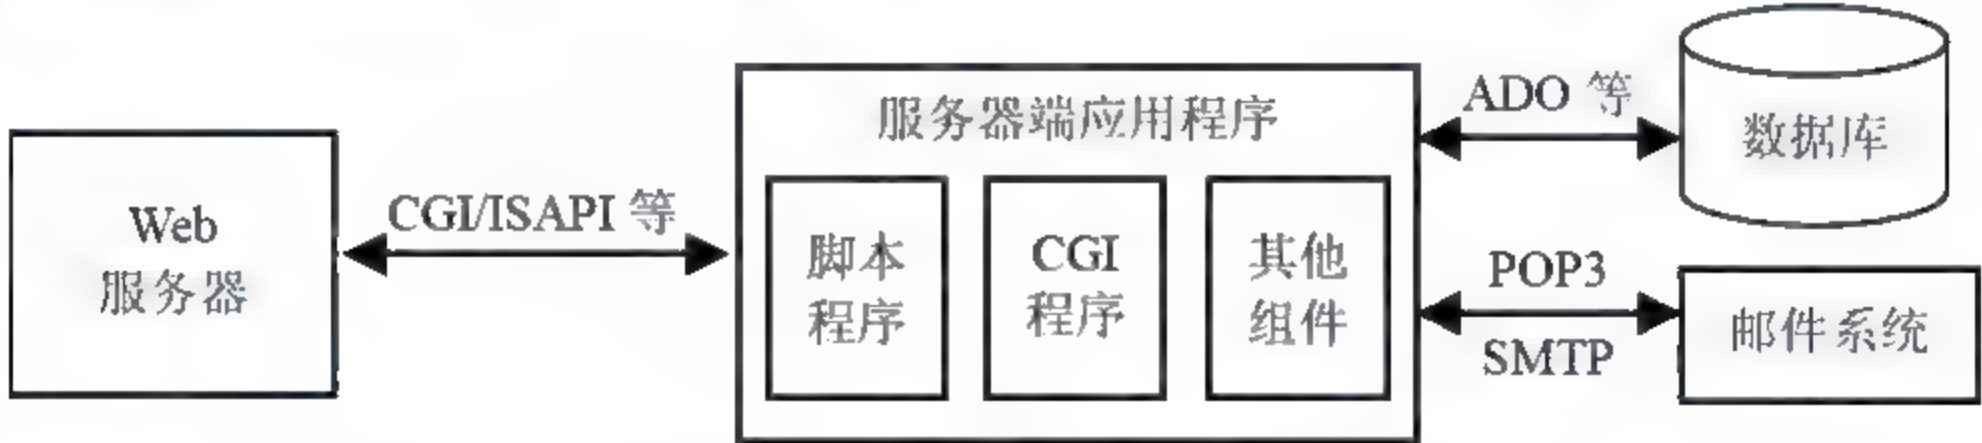 Web
服务器
CGI/ISAPI 等
服务器端应用程序
脚本
程序
CGI
程序
其他
组件
ADO 等
数据库
POP3
SMTP
邮件系统